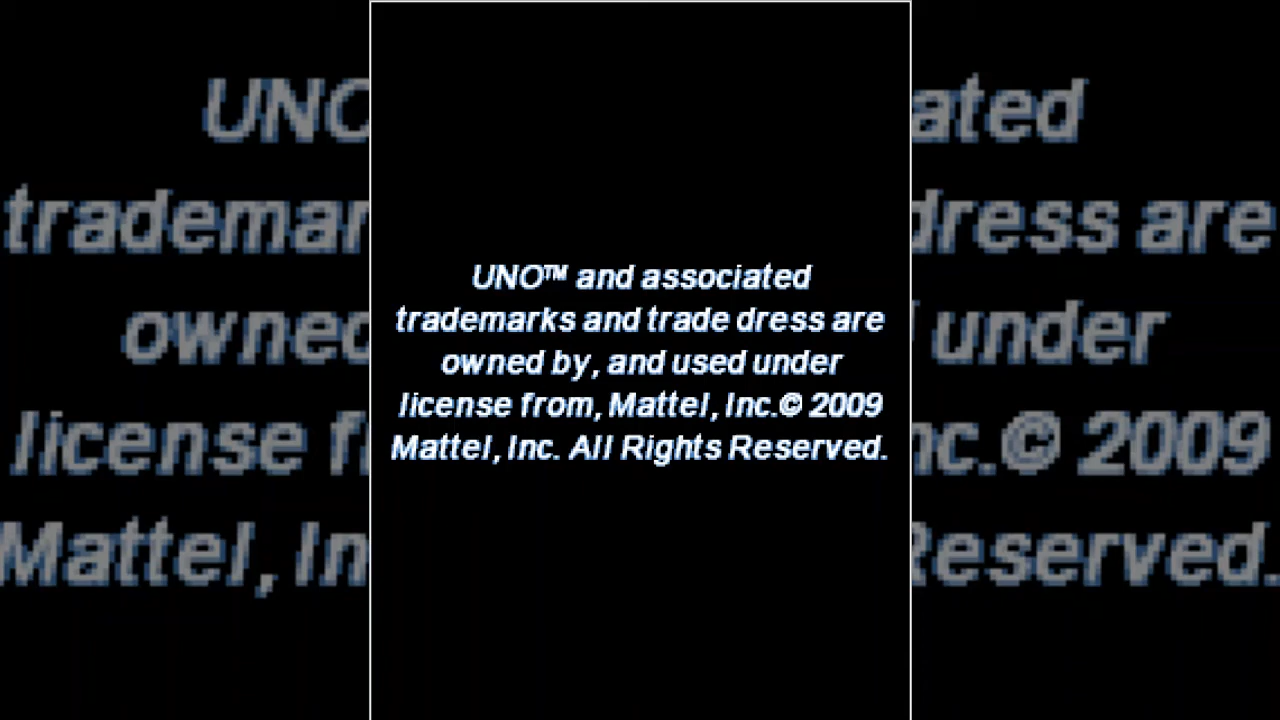 UNO™ and associated
trademarks and trade dress are
owned by, and used under
license from, Mattel, Inc.© 2009
Mattel, Inc. All Rights Reserved.